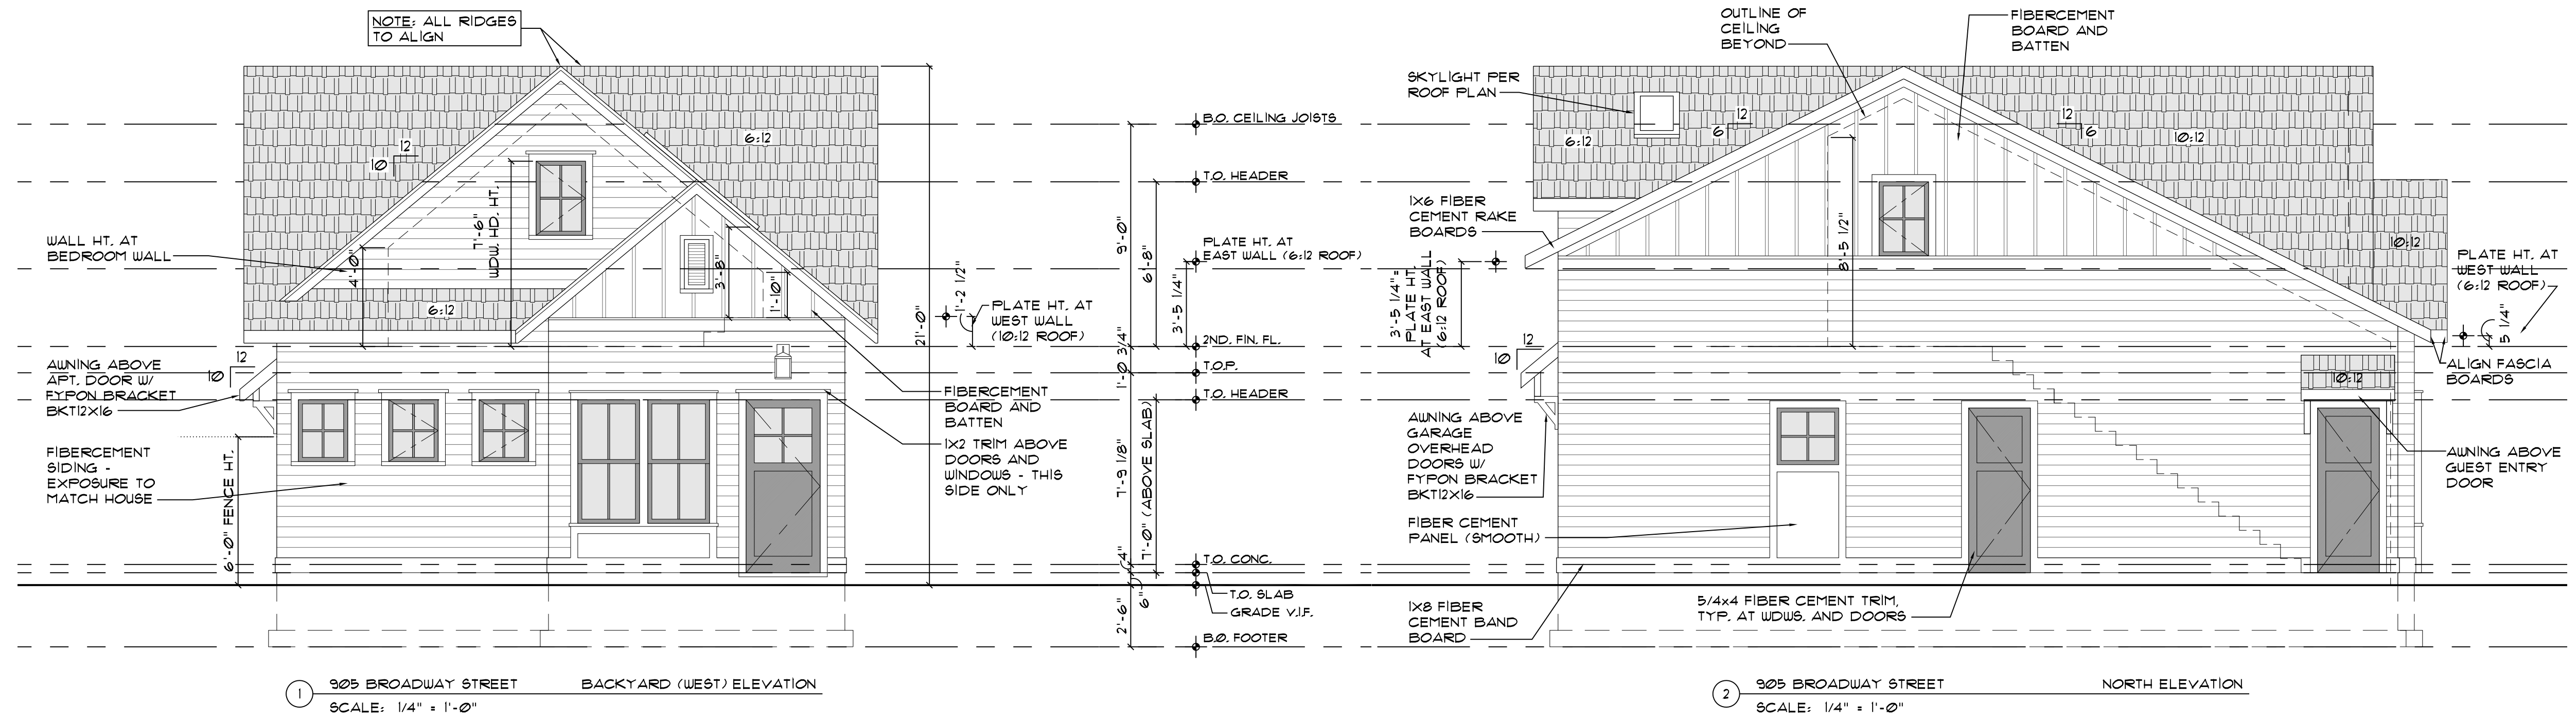 NOTE: ALL RIDGES
TO ALIGN
12
10
6:12
6:12
WALL HT. AT
BEDROOM WALL
4'-0"
7'-6"
WDW. HD. HT.
3'-8"
1'-10"
21'-0"
1'-2 1/2"
PLATE HT. AT
WEST WALL
(10:12 ROOF)
AWNING ABOVE
APT. DOOR W/
FYPON BRACKET
BKT12X16
12
10
FIBERCEMENT
SIDING -
EXPOSURE TO
MATCH HOUSE
6'-0" FENCE HT.
FIBERCEMENT
BOARD AND
BATTEN
1X2 TRIM ABOVE
DOORS AND
WINDOWS - THIS
SIDE ONLY
B.O. CEILING JOISTS
T.O. HEADER
PLATE HT. AT
EAST WALL (6:12 ROOF)
2ND. FIN. FL.
T.O.P.
T.O. HEADER
T.O. CONC.
T.O. SLAB
GRADE V.I.F.
B.O. FOOTER
9'-0"
6'-8"
3'-5 1/4"
1'-0 3/4"
7'-9 1/8"
7'-0" (ABOVE SLAB)
4"
6"
2'-6"
1
905 BROADWAY STREET BACKYARD (WEST) ELEVATION
SCALE: 1/4" = 1'-0"
OUTLINE OF
CEILING
BEYOND
FIBERCEMENT
BOARD AND
BATTEN
SKYLIGHT PER
ROOF PLAN
6:12
12
6
12
6
10:12
10:12
1X6 FIBER
CEMENT RAKE
BOARDS
3'-5 1/4"=
PLATE HT.
AT EAST WALL
(6:12 ROOF)
8'-5 1/2"
PLATE HT. AT
WEST WALL
(6:12 ROOF)
5 1/4"
ALIGN FASCIA
BOARDS
12
10
10:12
AWNING ABOVE
GARAGE
OVERHEAD
DOORS W/
FYPON BRACKET
BKT12X16
AWNING ABOVE
GUEST ENTRY
DOOR
FIBER CEMENT
PANEL (SMOOTH)
1X8 FIBER
CEMENT BAND
BOARD
5/4x4 FIBER CEMENT TRIM,
TYP. AT WDWS. AND DOORS
2
905 BROADWAY STREET NORTH ELEVATION
SCALE: 1/4" = 1'-0"